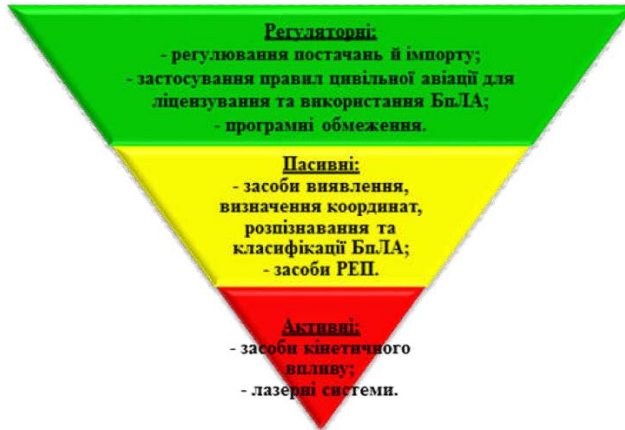 Регуляторні:
- регулювання постачань й імпорту;
- застосування правил цивільної авіації для
ліцензування та використання БпЛА;
- програмні обмеження.
Пасивні:
- засоби виявлення,
визначення координат,
розпізнавання та
класифікації БпЛА;
- засоби РЕП.
Активні:
- засоби кінетичного
впливу;
- лазерні системи.